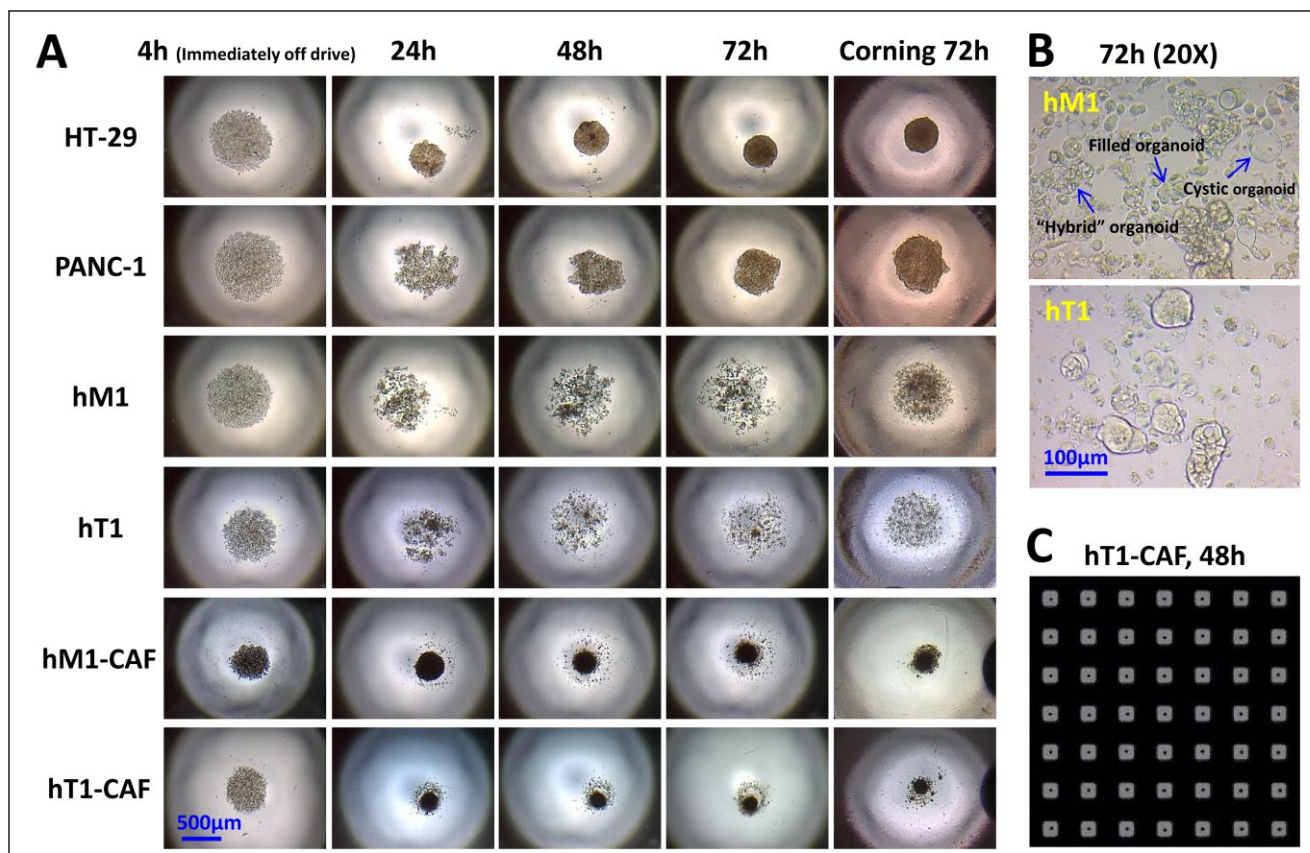 A
4h (Immediately off drive) 24h 48h 72h Corning 72h
HT-29
PANC-1
hM1
hT1
hM1-CAF
hT1-CAF
500µm
B
72h (20X)
hM1
Filled organoid
Cystic organoid
"Hybrid" organoid
hT1
100µm
C
hT1-CAF, 48h